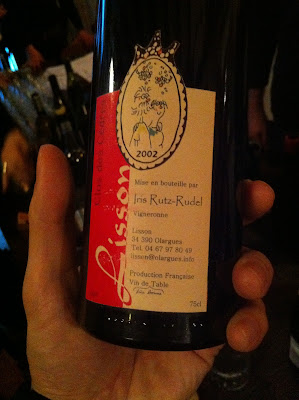 Lisson
2002
Mise en bouteille par
Iris Rutz-Rudel
Vigneronne
Lisson
34 390 Olargues
Tél 04 67 97 80 49
lisson@olargues.info
Production Française
Vin de Table
75cl